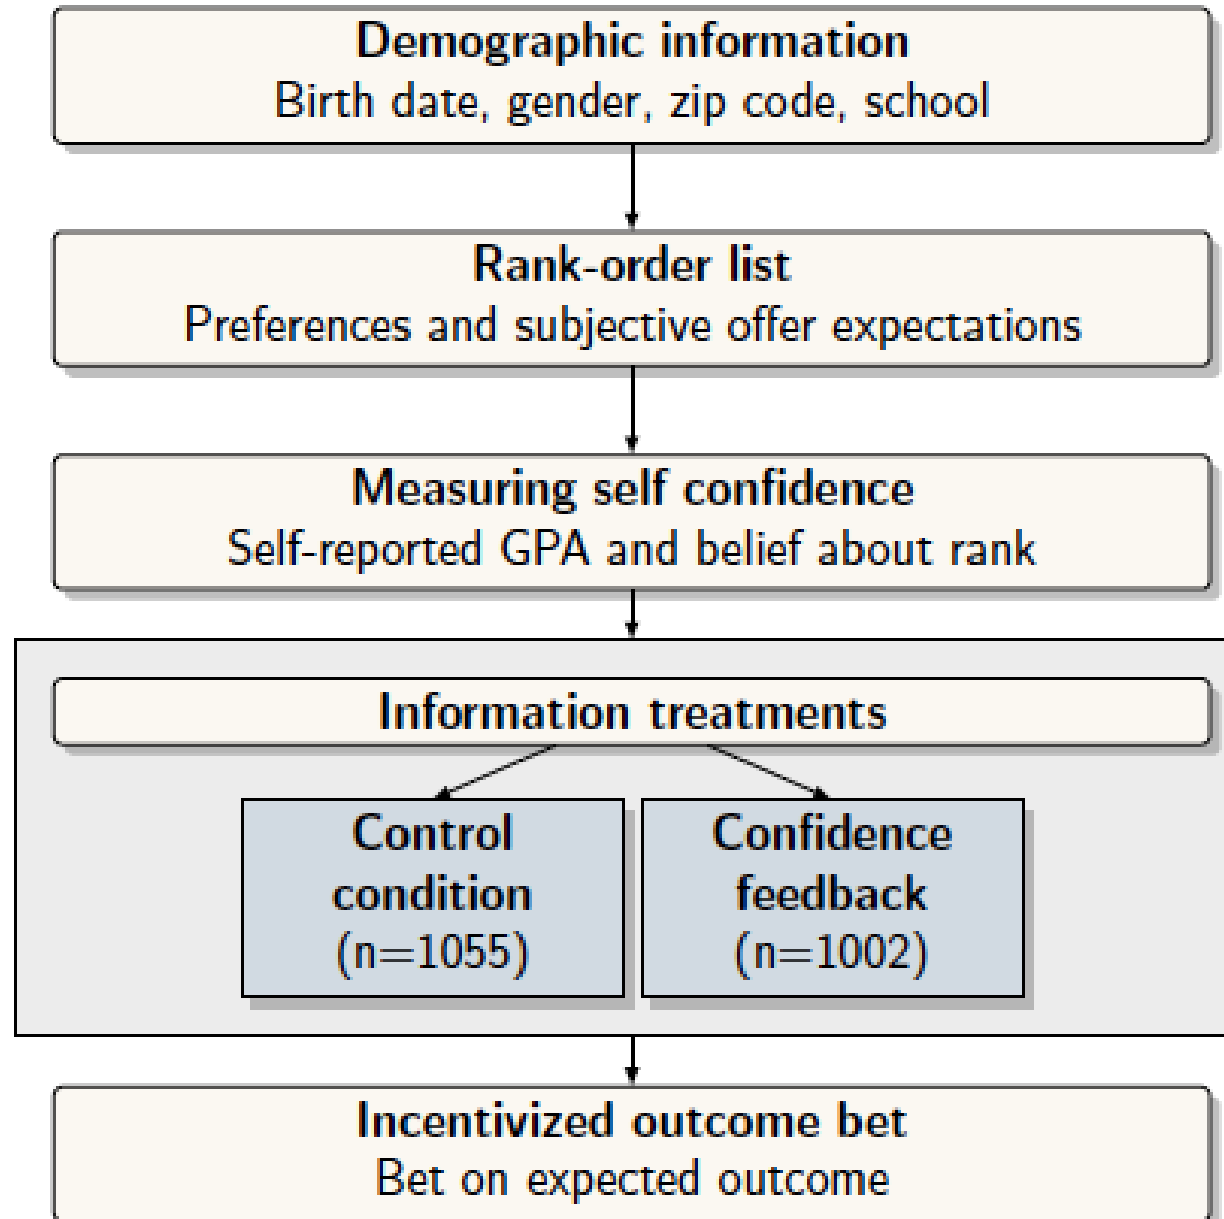 Demographic information
Birth date, gender, zip code, school
Rank-order list
Preferences and subjective offer expectations
Measuring self confidence
Self-reported GPA and belief about rank
Information treatments
Control
condition
(n=1055)
Confidence
feedback
(n=1002)
Incentivized outcome bet
Bet on expected outcome